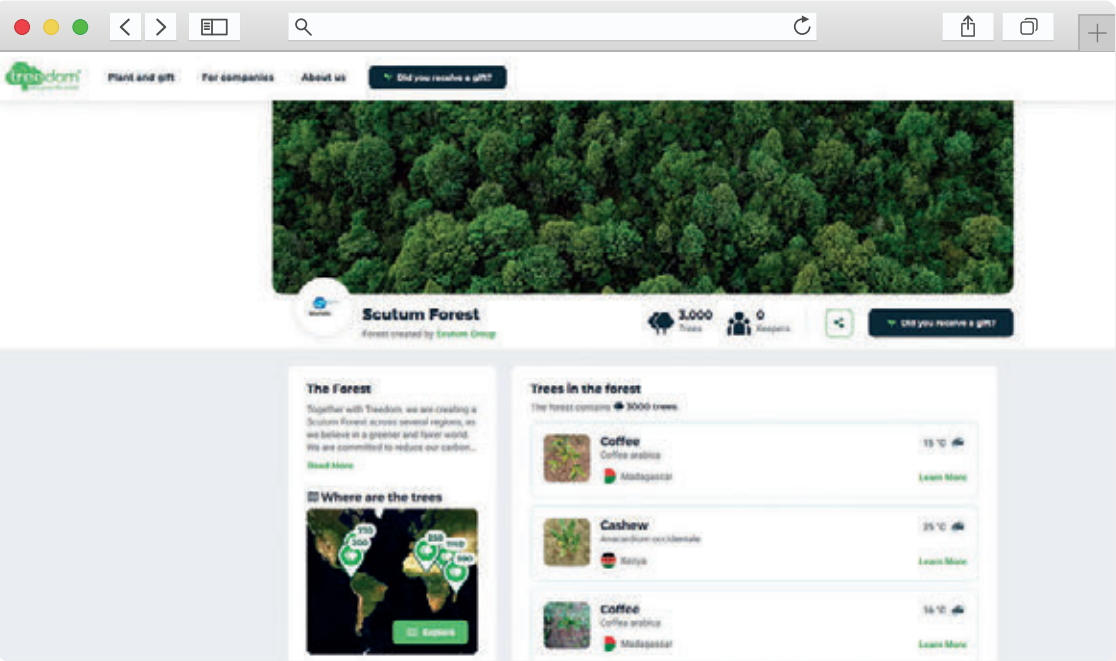 treedom
Plant and gift
For companies
About us
Did you receive a gift?
Scutum Forest
Forest created by Scutum Group
3,000
Trees
0
Keepers
Did you receive a gift?
The Forest
Together with Treedom, we are creating a
Scutum Forest across several regions, as
we believe in a greener and fairer world.
We are committed to reduce our carbon...
Read More
Where are the trees
Explore
Trees in the forest
The forest contains 3000 trees
Coffee
Coffea arabica
Madagascar
15 °C
Learn More
Cashew
Anacardium occidentale
Kenya
25 °C
Learn More
Coffee
Coffea arabica
Madagascar
Learn More